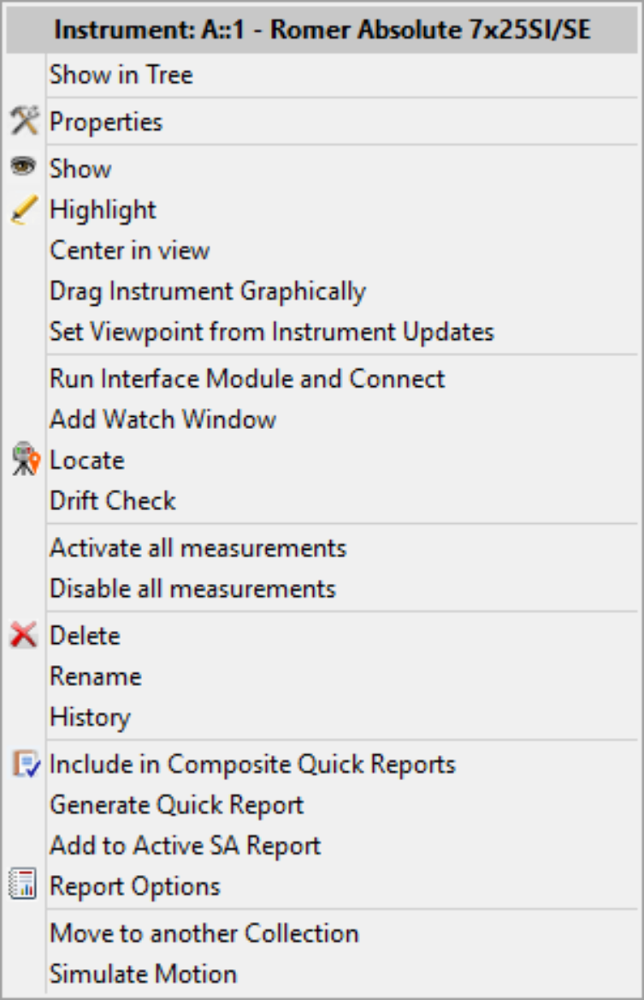 Instrument: A::1 - Romer Absolute 7x25SI/SE
Show in Tree
Properties
Show
Highlight
Center in view
Drag Instrument Graphically
Set Viewpoint from Instrument Updates
Run Interface Module and Connect
Add Watch Window
Locate
Drift Check
Activate all measurements
Disable all measurements
Delete
Rename
History
Include in Composite Quick Reports
Generate Quick Report
Add to Active SA Report
Report Options
Move to another Collection
Simulate Motion